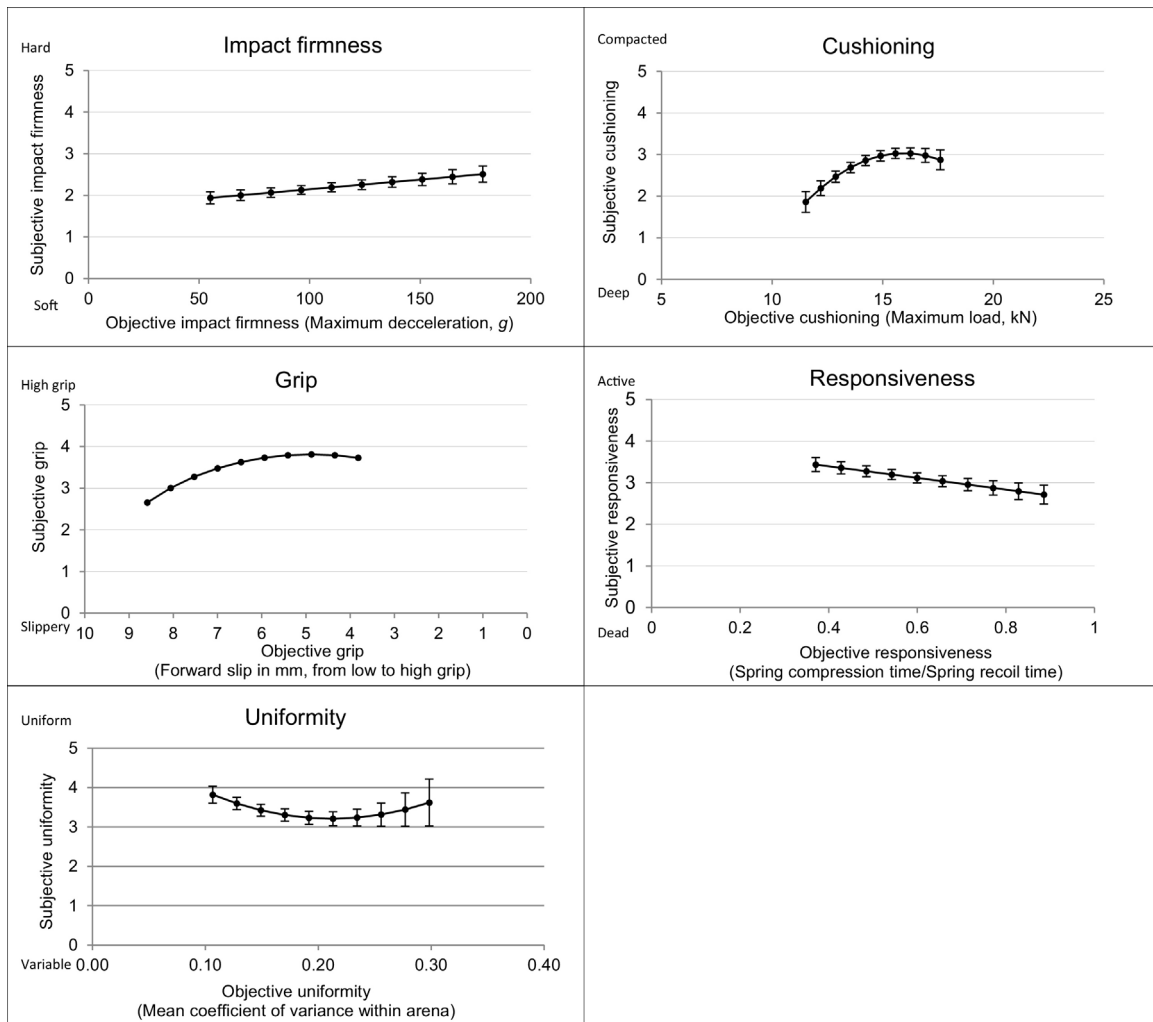 Hard
Impact firmness
5
4
3
2
1
0
Subjective impact firmness
Soft
0 50 100 150 200
Objective impact firmness (Maximum decceleration, g)
Compacted
Cushioning
5
4
3
2
1
0
Subjective cushioning
Deep
5 10 15 20 25
Objective cushioning (Maximum load, kN)
High grip
Grip
5
4
3
2
1
0
Subjective grip
Slippery
10 9 8 7 6 5 4 3 2 1 0
Objective grip
(Forward slip in mm, from low to high grip)
Active
Responsiveness
5
4
3
2
1
0
Subjective responsiveness
Dead
0 0.2 0.4 0.6 0.8 1
Objective responsiveness
(Spring compression time/Spring recoil time)
Uniform
Uniformity
5
4
3
2
1
0
Subjective uniformity
Variable
0.00 0.10 0.20 0.30 0.40
Objective uniformity
(Mean coefficient of variance within arena)